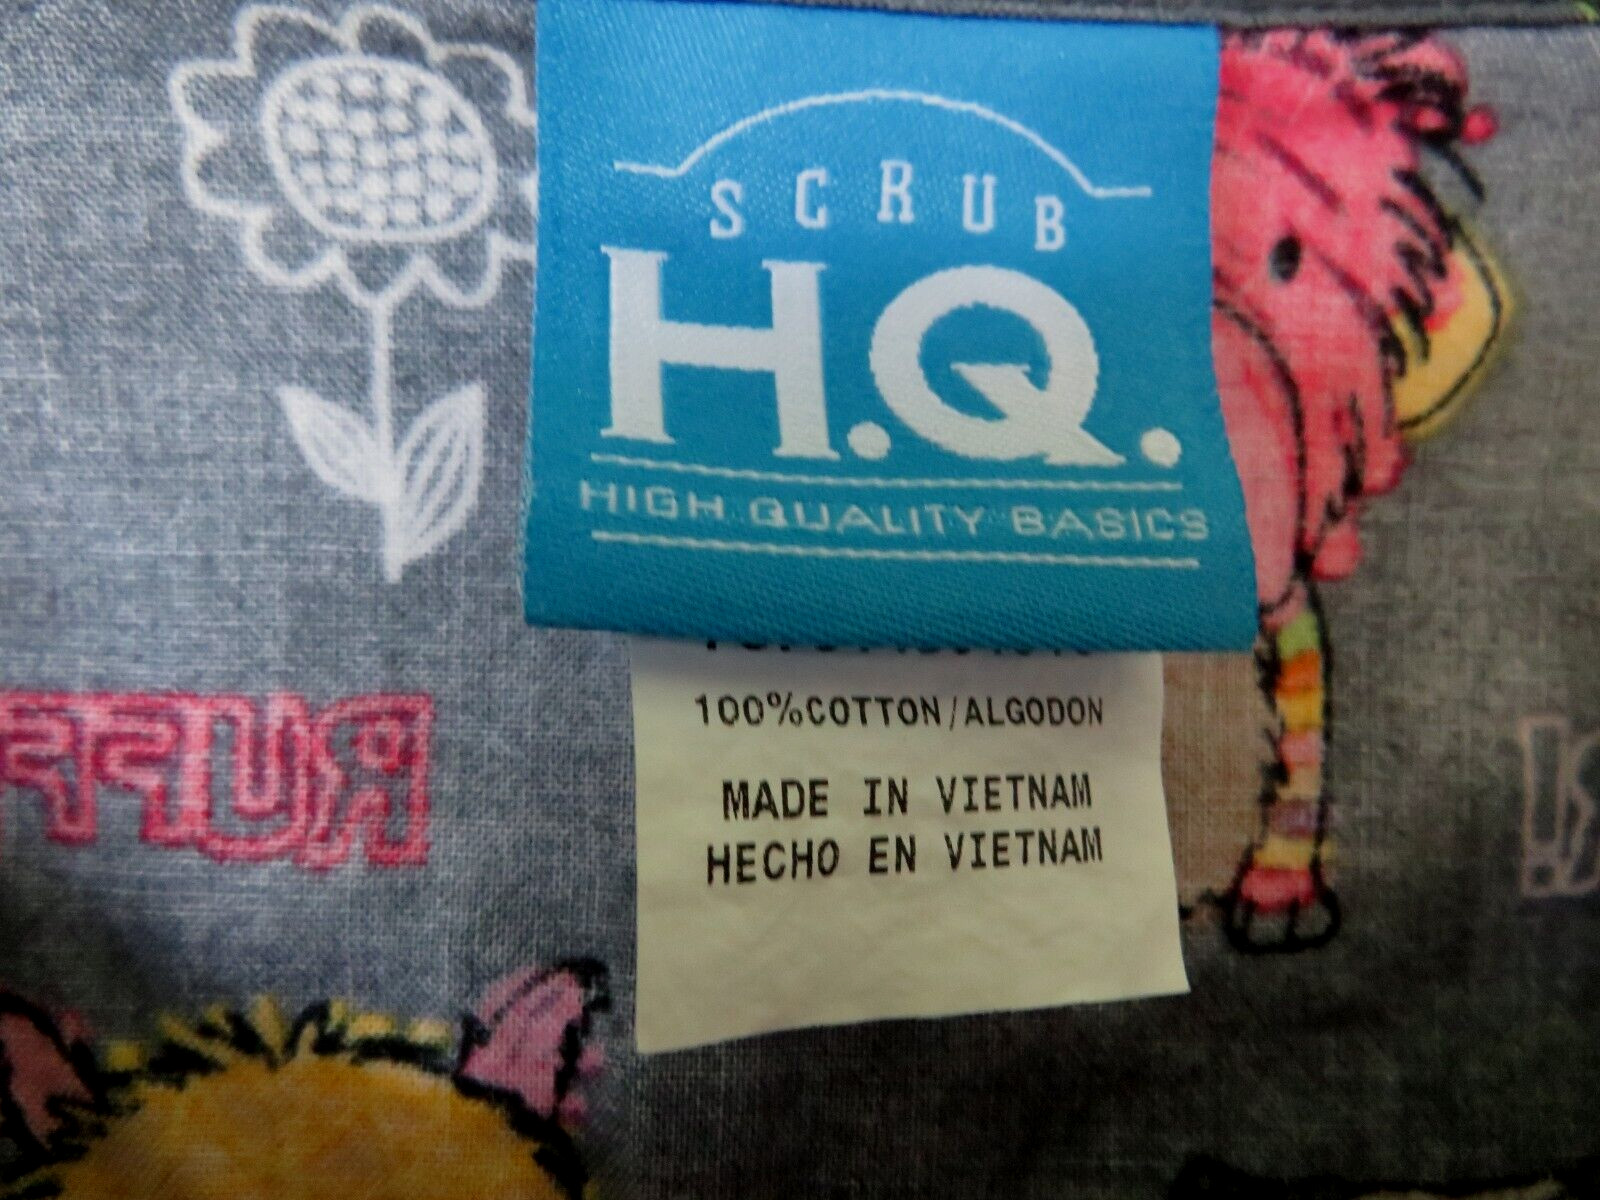 SCRUB
H.Q.
HIGH QUALITY BASICS
100%COTTON/ALGODON
MADE IN VIETNAM
HECHO EN VIETNAM